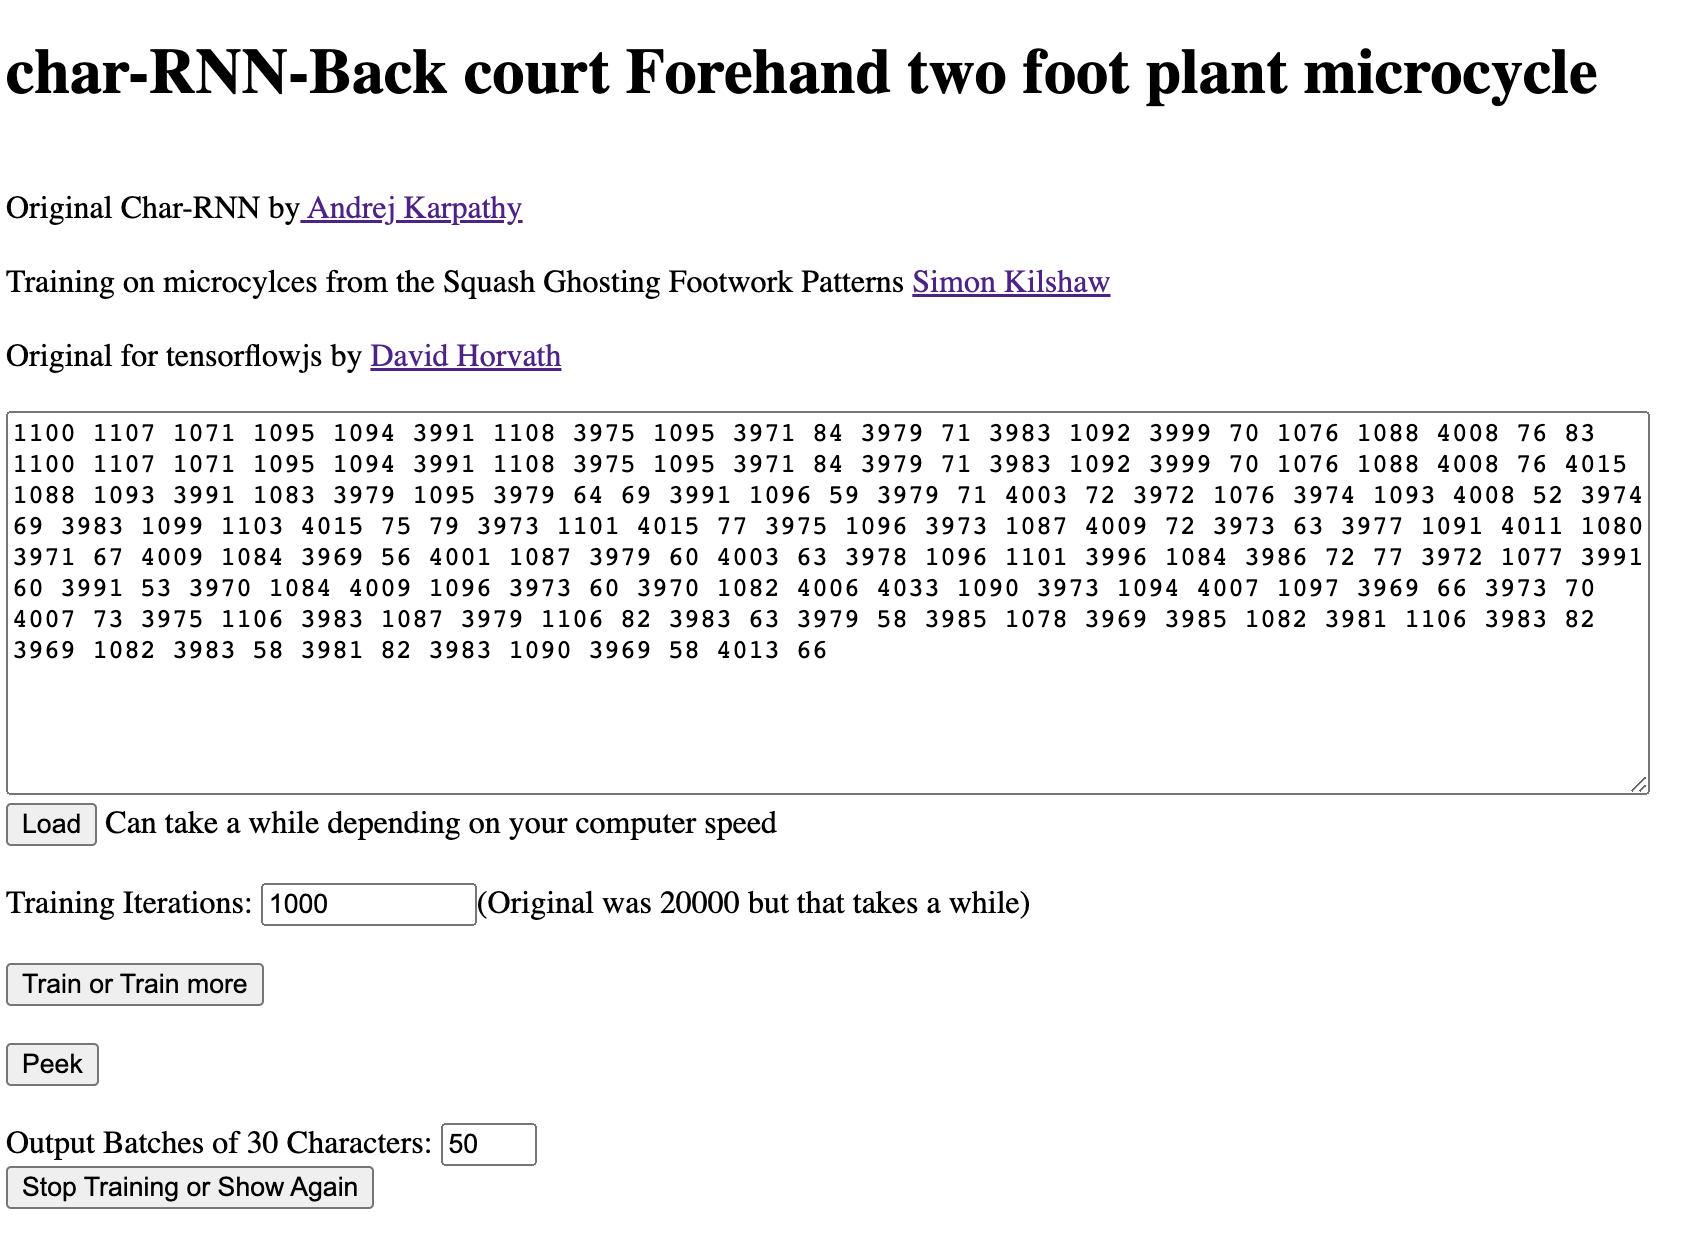 char-RNN-Back court Forehand two foot plant microcycle
Original Char-RNN by Andrej Karpathy
Training on microcylces from the Squash Ghosting Footwork Patterns Simon Kilshaw
Original for tensorflowjs by David Horvath
1100 1107 1071 1095 1094 3991 1108 3975 1095 3971 84 3979 71 3983 1092 3999 70 1076 1088 4008 76 83
1100 1107 1071 1095 1094 3991 1108 3975 1095 3971 84 3979 71 3983 1092 3999 70 1076 1088 4008 76 4015
1088 1093 3991 1083 3979 1095 3979 64 69 3991 1096 59 3979 71 4003 72 3972 1076 3974 1093 4008 52 3974
69 3983 1099 1103 4015 75 79 3973 1101 4015 77 3975 1096 3973 1087 4009 72 3973 63 3977 1091 4011 1080
3971 67 4009 1084 3969 56 4001 1087 3979 60 4003 63 3978 1096 1101 3996 1084 3986 72 77 3972 1077 3991
60 3991 53 3970 1084 4009 1096 3973 60 3970 1082 4006 4033 1090 3973 1094 4007 1097 3969 66 3973 70
4007 73 3975 1106 3983 1087 3979 1106 82 3983 63 3979 58 3985 1078 3969 3985 1082 3981 1106 3983 82
3969 1082 3983 58 3981 82 3983 1090 3969 58 4013 66
Load Can take a while depending on your computer speed
Training Iterations: 1000 (Original was 20000 but that takes a while)
Train or Train more
Peek
Output Batches of 30 Characters: 50
Stop Training or Show Again